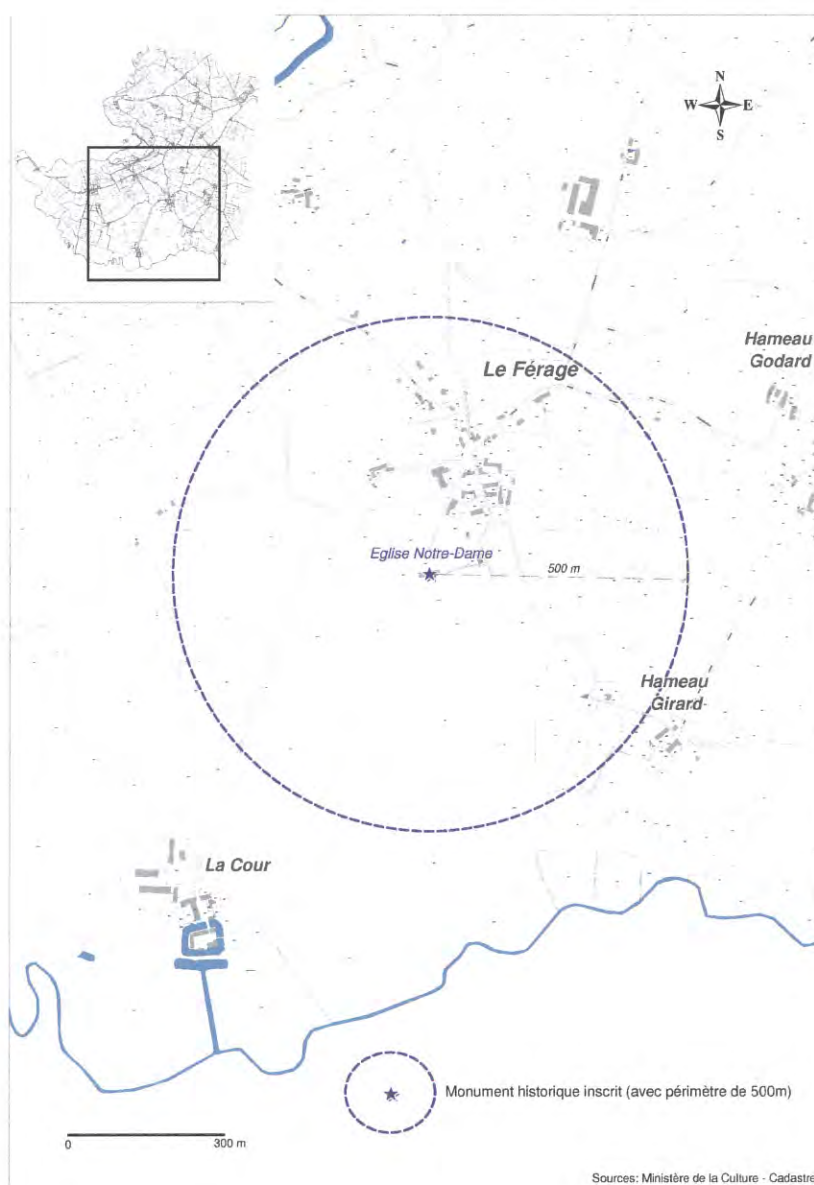 N
W E
S
Hameau
Godard
Le Férage
Eglise Notre-Dame
500 m
Hameau
Girard
La Cour
Monument historique inscrit (avec périmètre de 500m)
0 300 m
Sources: Ministère de la Culture - Cadastre